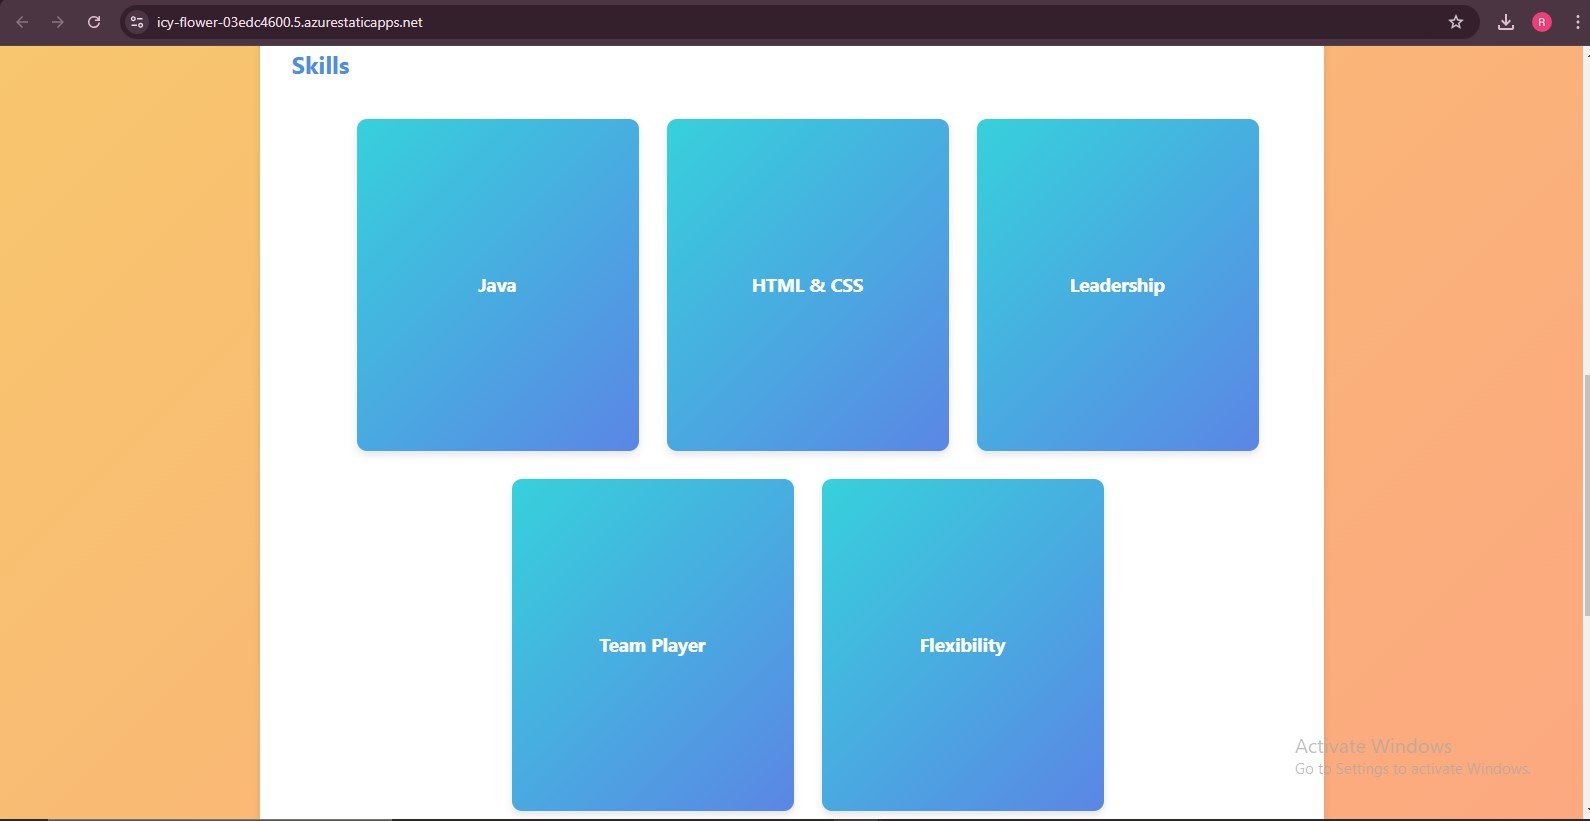 icy-flower-03edc4600.5.azurestaticapps.net
R
Skills
Java
HTML & CSS
Leadership
Team Player
Flexibility
Activate Windows
Go to Settings to activate Windows.